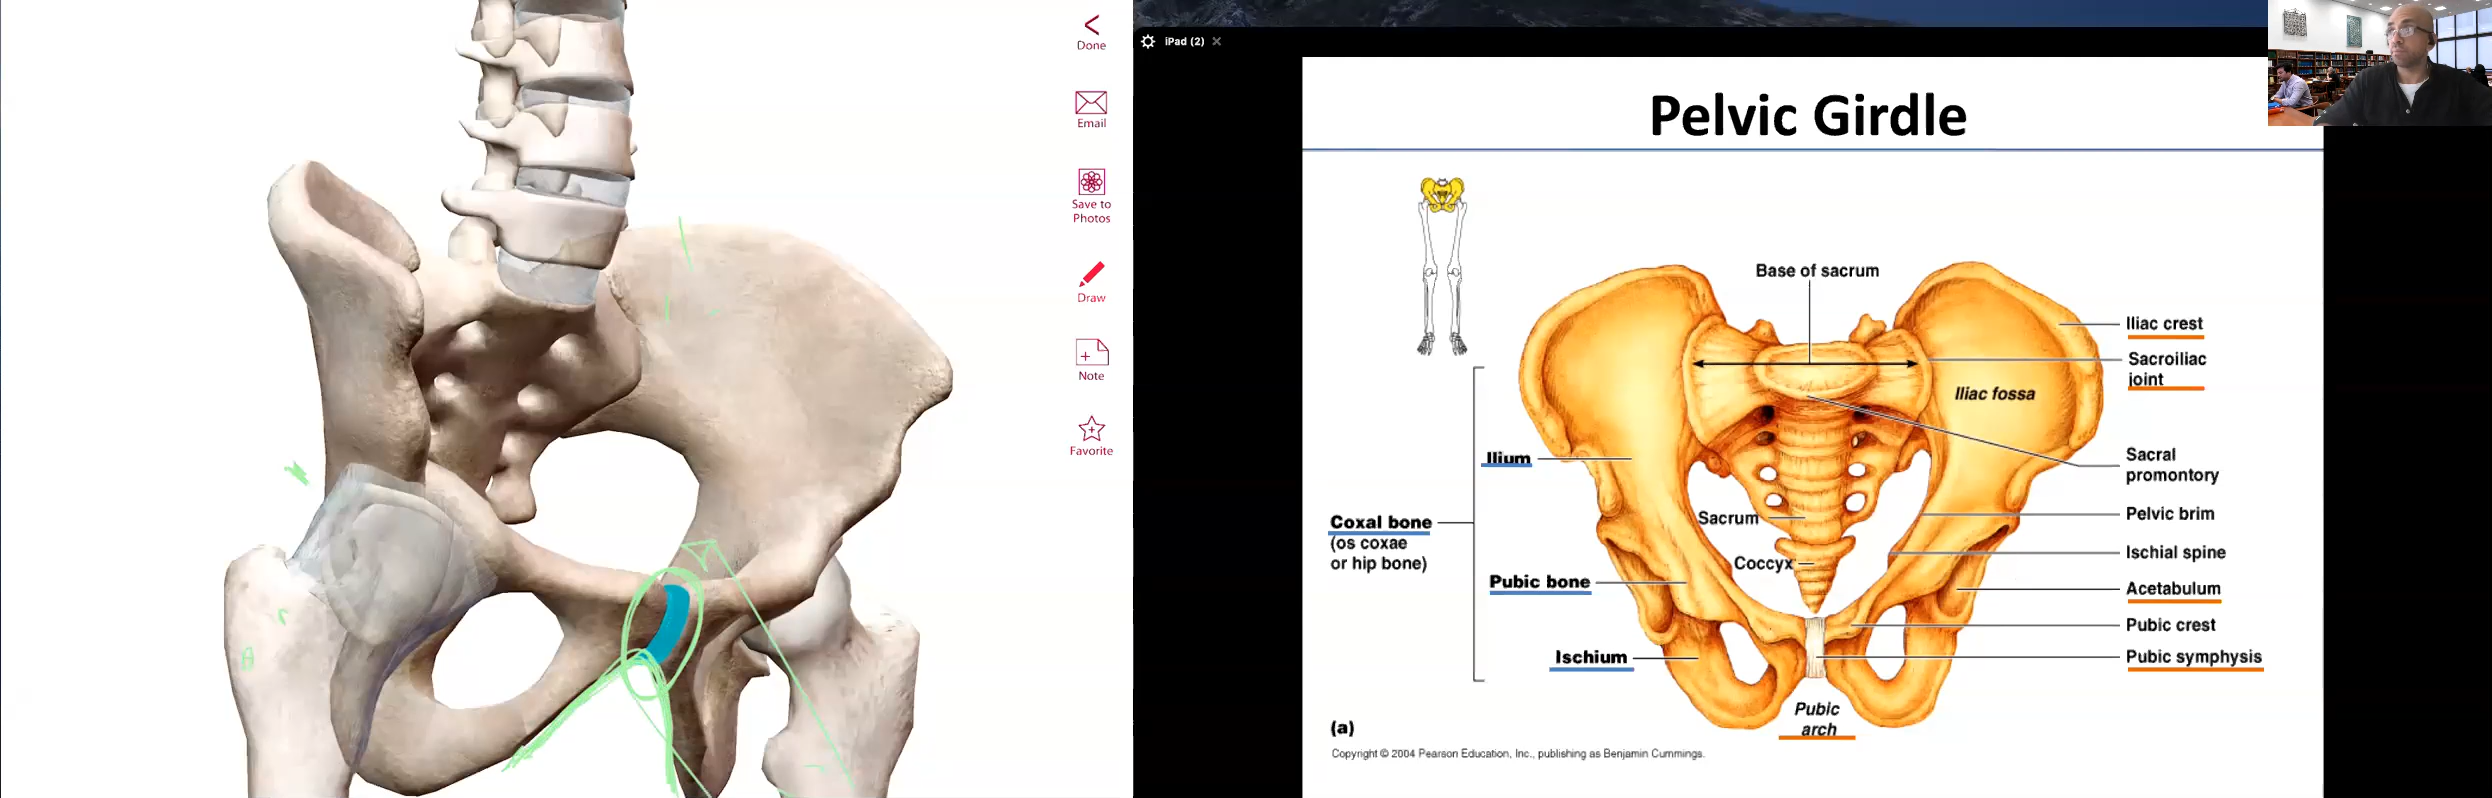 Done
Email
Save to
Photos
Draw
Note
Favorite
iPad (2)
Pelvic Girdle
Base of sacrum
Iliac crest
Sacroiliac
joint
Iliac fossa
Ilium
Sacral
promontory
Coxal bone
(os coxae
or hip bone)
Sacrum
Pelvic brim
Coccyx
Ischial spine
Pubic bone
Acetabulum
Pubic crest
Ischium
Pubic symphysis
Pubic
arch
(a)
Copyright © 2004 Pearson Education, Inc., publishing as Benjamin Cummings.